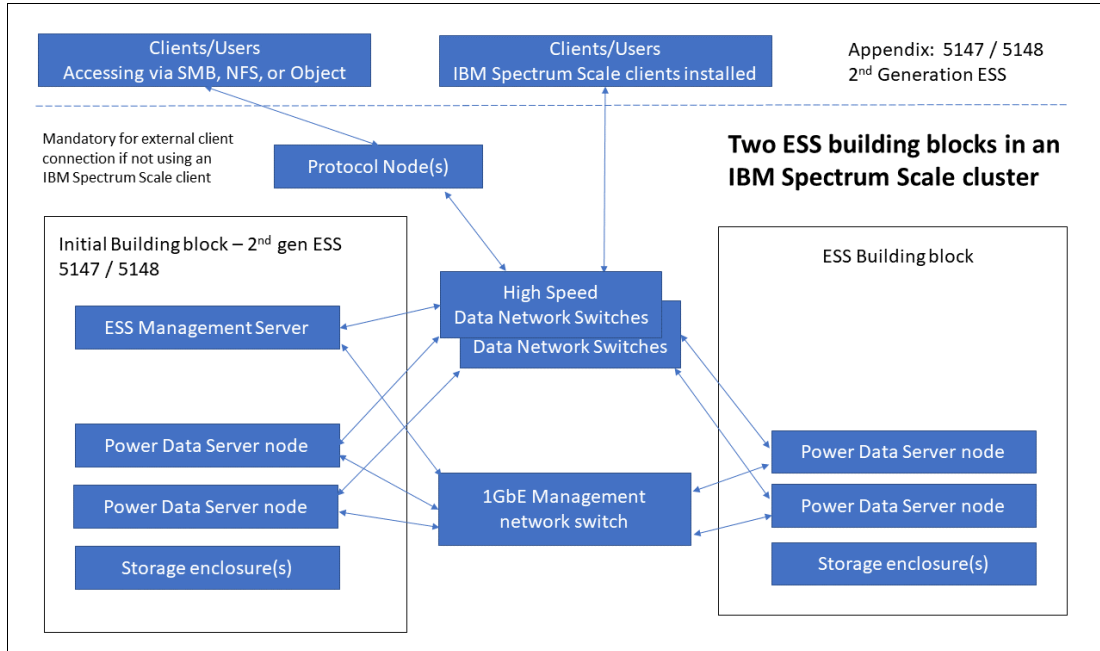 Clients/Users
Accessing via SMB, NFS, or Object
Clients/Users
IBM Spectrum Scale clients installed
Appendix: 5147 / 5148
2nd Generation ESS
Mandatory for external client
connection if not using an
IBM Spectrum Scale client
Protocol Node(s)
Two ESS building blocks in an
IBM Spectrum Scale cluster
Initial Building block – 2nd gen ESS
5147 / 5148
ESS Management Server
Power Data Server node
Power Data Server node
Storage enclosure(s)
High Speed
Data Network Switches
Data Network Switches
1GbE Management
network switch
ESS Building block
Power Data Server node
Power Data Server node
Storage enclosure(s)